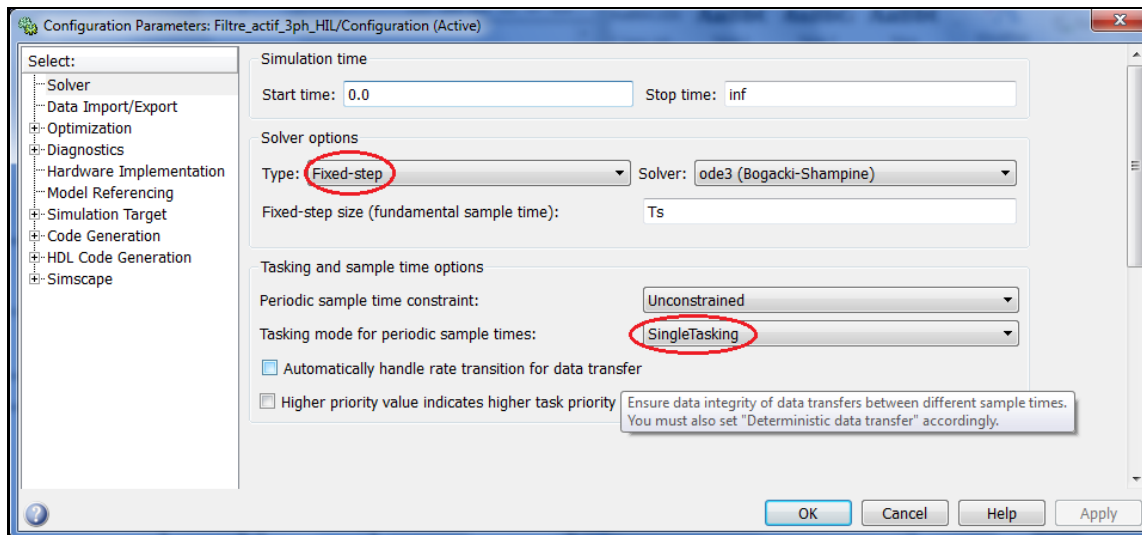 Configuration Parameters: Filtre_actif_3ph_HIL/Configuration (Active)
Select:
Solver
Data Import/Export
Optimization
Diagnostics
Hardware Implementation
Model Referencing
Simulation Target
Code Generation
HDL Code Generation
Simscape
Simulation time
Start time: 0.0 Stop time: inf
Solver options
Type: Fixed-step Solver: ode3 (Bogacki-Shampine)
Fixed-step size (fundamental sample time): Ts
Tasking and sample time options
Periodic sample time constraint: Unconstrained
Tasking mode for periodic sample times: SingleTasking
Automatically handle rate transition for data transfer
Higher priority value indicates higher task priority
Ensure data integrity of data transfers between different sample times.
You must also set "Deterministic data transfer" accordingly.
OK Cancel Help Apply